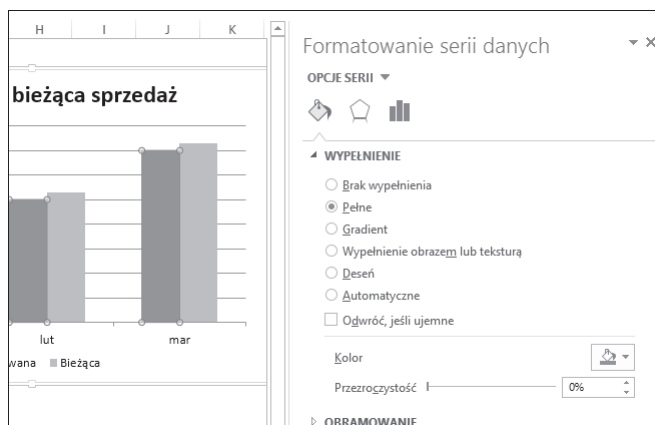 H I J K
bieżąca sprzedaż
lut mar
wana Bieżąca
Formatowanie serii danych
OPCJE SERII
WYPEŁNIENIE
Brak wypełnienia
Pełne
Gradient
Wypełnienie obrazem lub teksturą
Deseń
Automatyczne
Odwróć, jeśli ujemne
Kolor
Przezroczystość 0%
OBRAMOWANIE